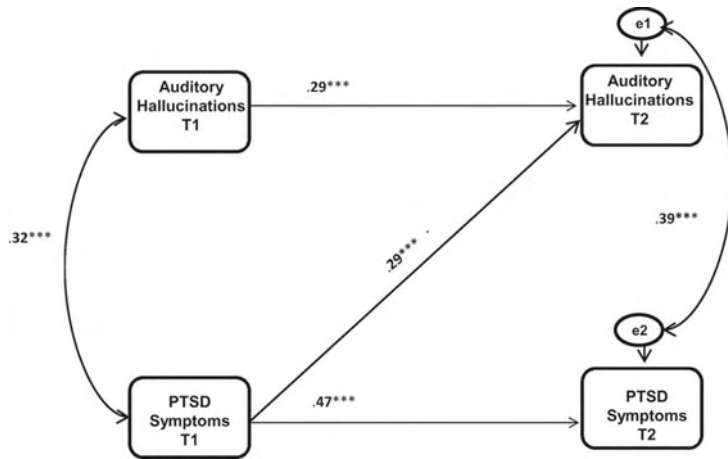 e1
Auditory
Hallucinations
T1
.29***
Auditory
Hallucinations
T2
.32***
.29***
.39***
e2
PTSD
Symptoms
T1
.47***
PTSD
Symptoms
T2